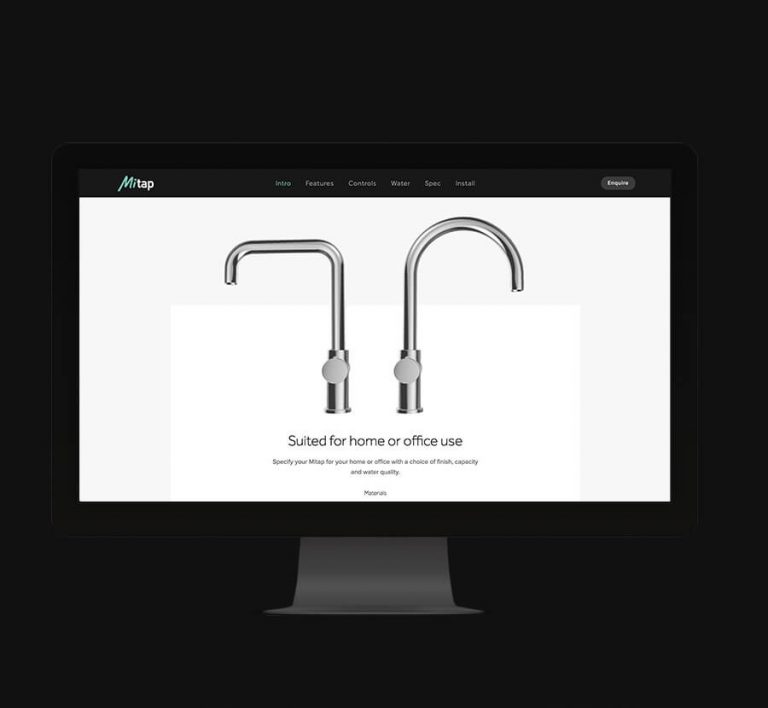 Mitap
Intro Features Controls Water Spec Install
Enquire
Suited for home or office use
Specify your Mitap for your home or office with a choice of finish, capacity
and water quality.
Materials